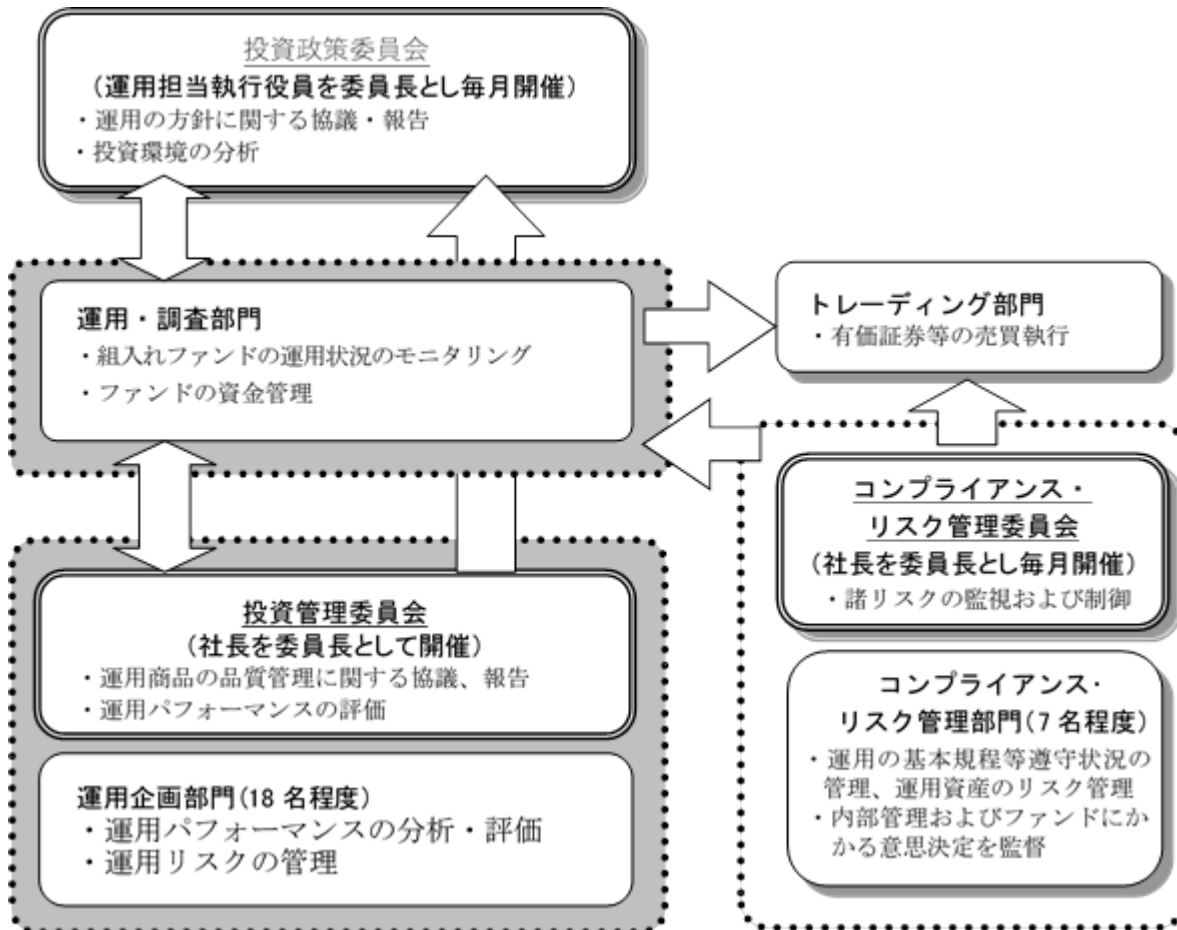 投資政策委員会
(運用担当執行役員を委員長とし毎月開催)
・運用の方針に関する協議・報告
・投資環境の分析
運用・調査部門
・組入れファンドの運用状況のモニタリング
・ファンドの資金管理
トレーディング部門
・有価証券等の売買執行
投資管理委員会
(社長を委員長として開催)
・運用商品の品質管理に関する協議、報告
・運用パフォーマンスの評価
運用企画部門(18 名程度)
・運用パフォーマンスの分析・評価
・運用リスクの管理
コンプライアンス・
リスク管理委員会
(社長を委員長とし毎月開催)
・諸リスクの監視および制御
コンプライアンス・
リスク管理部門(7 名程度)
・運用の基本規程等遵守状況の
管理、運用資産のリスク管理
・内部管理およびファンドにか
かる意思決定を監督